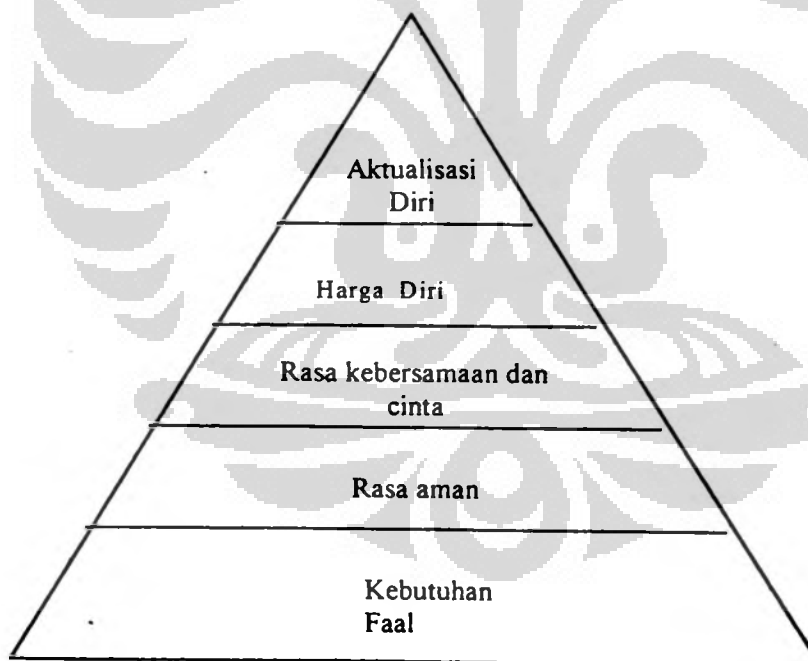 Aktualisasi
Diri
Harga Diri
Rasa kebersamaan dan
cinta
Rasa aman
Kebutuhan
Faal